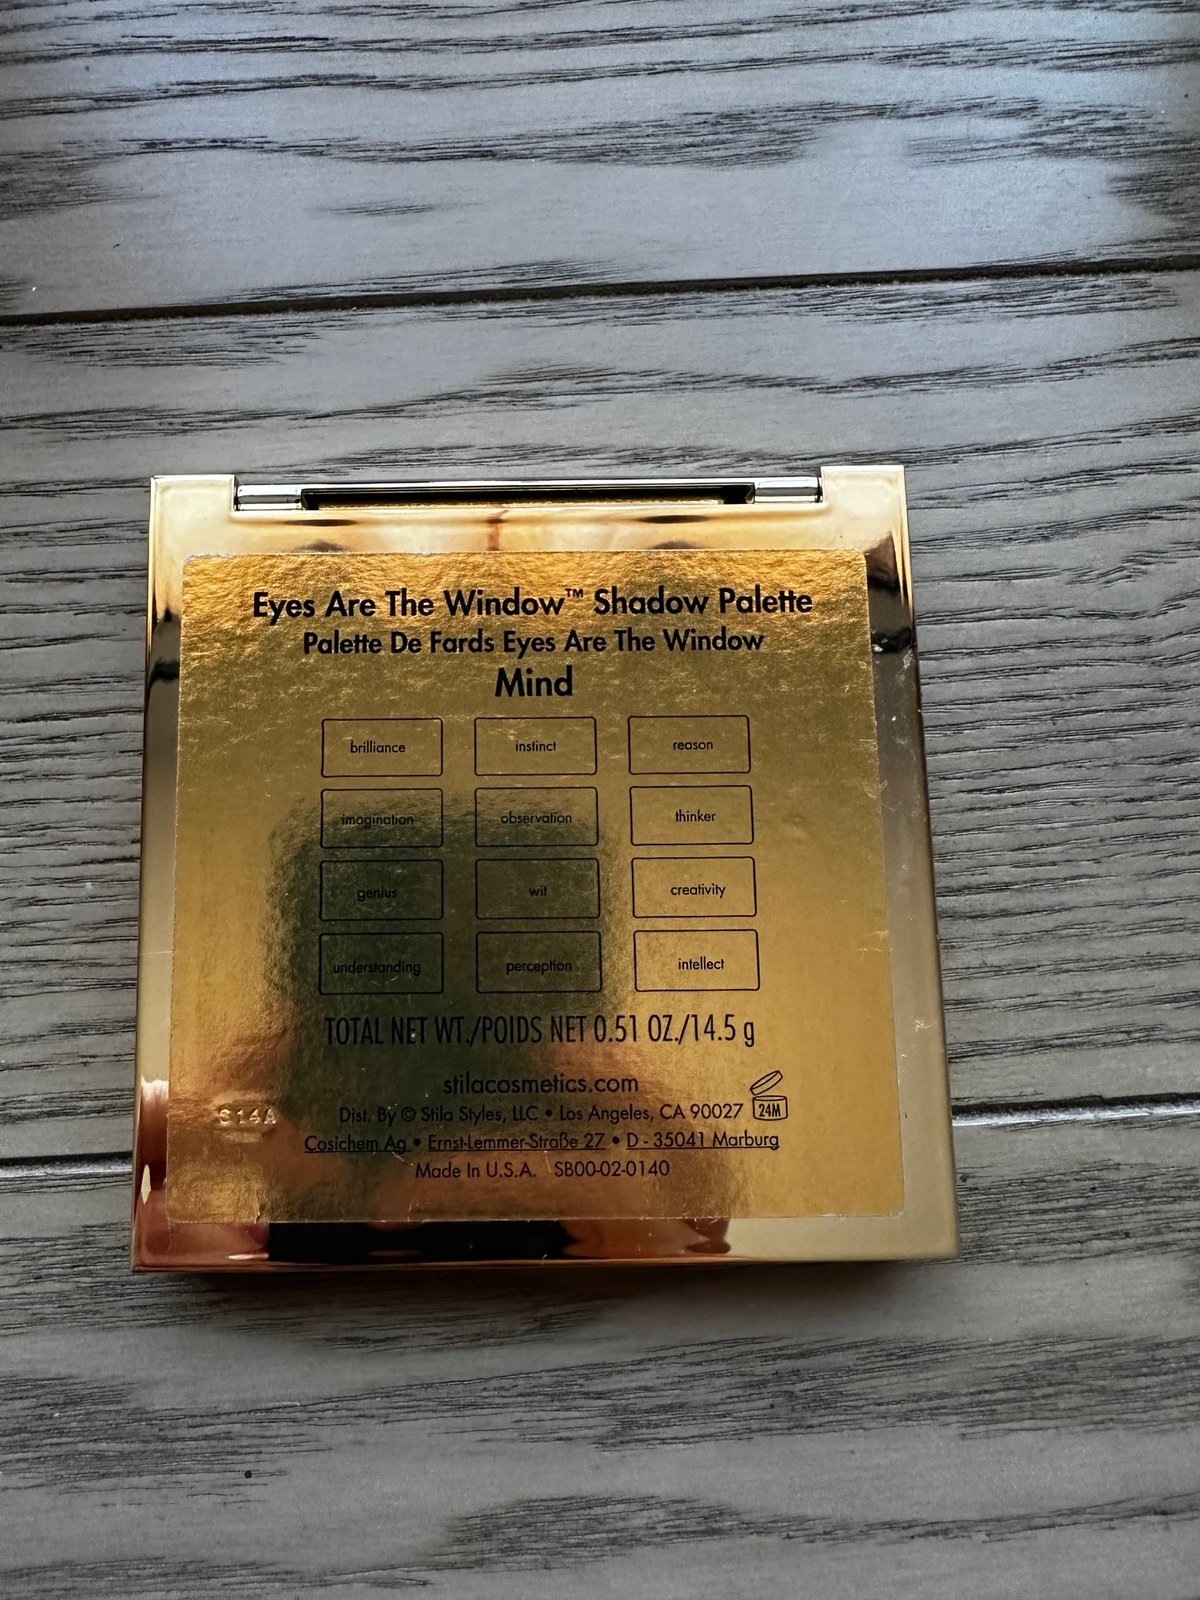 Eyes Are The Window™ Shadow Palette
Palette De Fards Eyes Are The Window
Mind
brilliance instinct reason
imagination observation thinker
genius wit creativity
understanding perception intellect
TOTAL NET WT./POIDS NET 0.51 OZ./14.5 g
stilacosmetics.com
Dist. By © Stila Styles, LLC • Los Angeles, CA 90027 24M
S14A
Cosichem Ag • Ernst-Lemmer-Straße 27 • D - 35041 Marburg
Made In U.S.A. SB00-02-0140